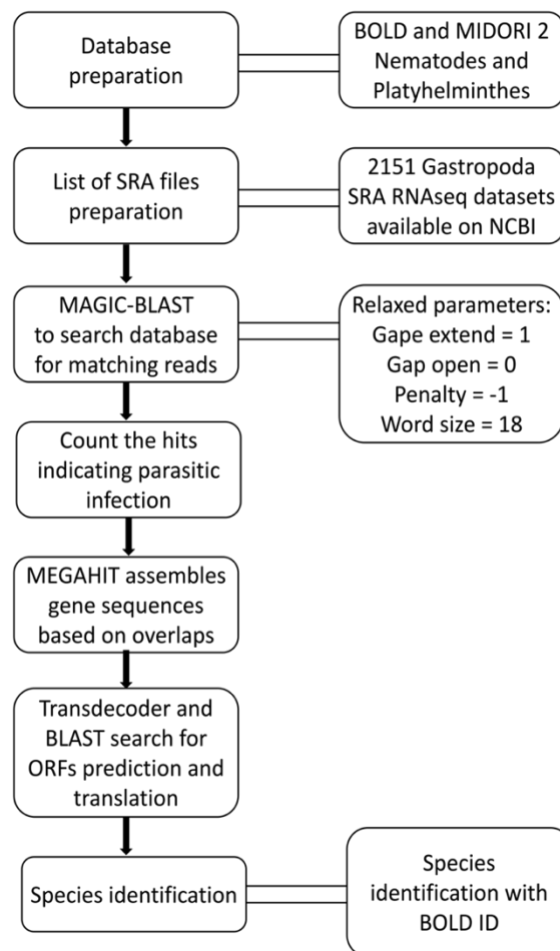 Database
preparation
BOLD and MIDORI 2
Nematodes and
Platyhelminthes
List of SRA files
preparation
2151 Gastropoda
SRA RNAseq datasets
available on NCBI
MAGIC-BLAST
to search database
for matching reads
Relaxed parameters:
Gape extend = 1
Gap open = 0
Penalty = -1
Word size = 18
Count the hits
indicating parasitic
infection
MEGAHIT assembles
gene sequences
based on overlaps
Transdecoder and
BLAST search for
ORFs prediction and
translation
Species identification
Species
identification with
BOLD ID